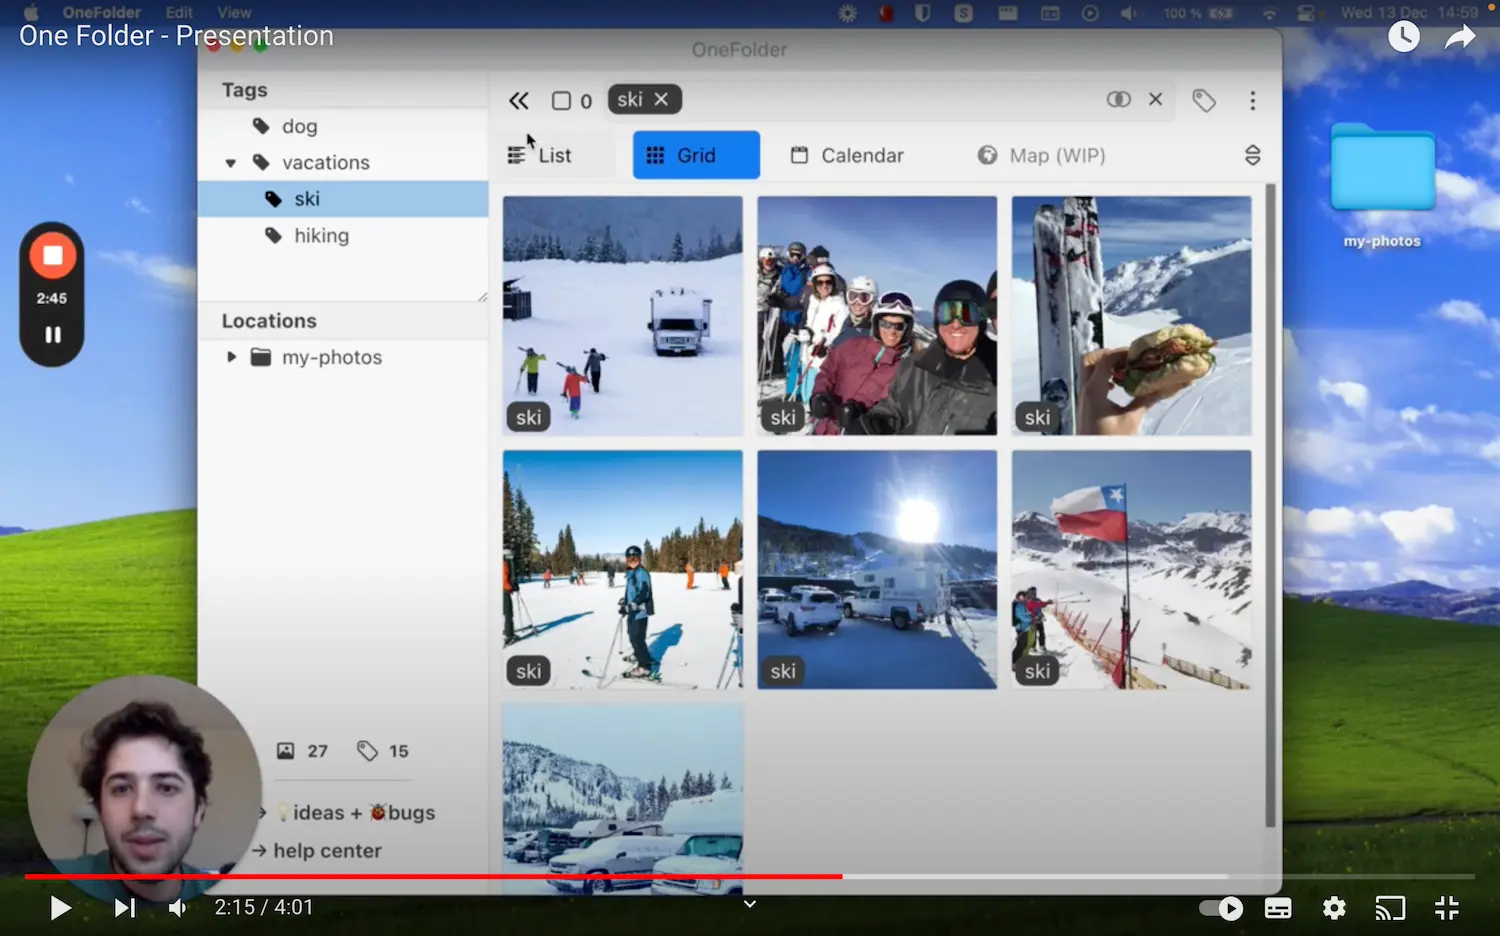 OneFolder Edit View
S 100 % Wed 13 Dec 14:59
One Folder - Presentation
OneFolder
Tags
dog
vacations
ski
hiking
Locations
my-photos
0 ski
List Grid Calendar Map (WIP)
ski ski ski
ski ski ski
my-photos
2:45
27 15
ideas + bugs
→ help center
2:15 / 4:01